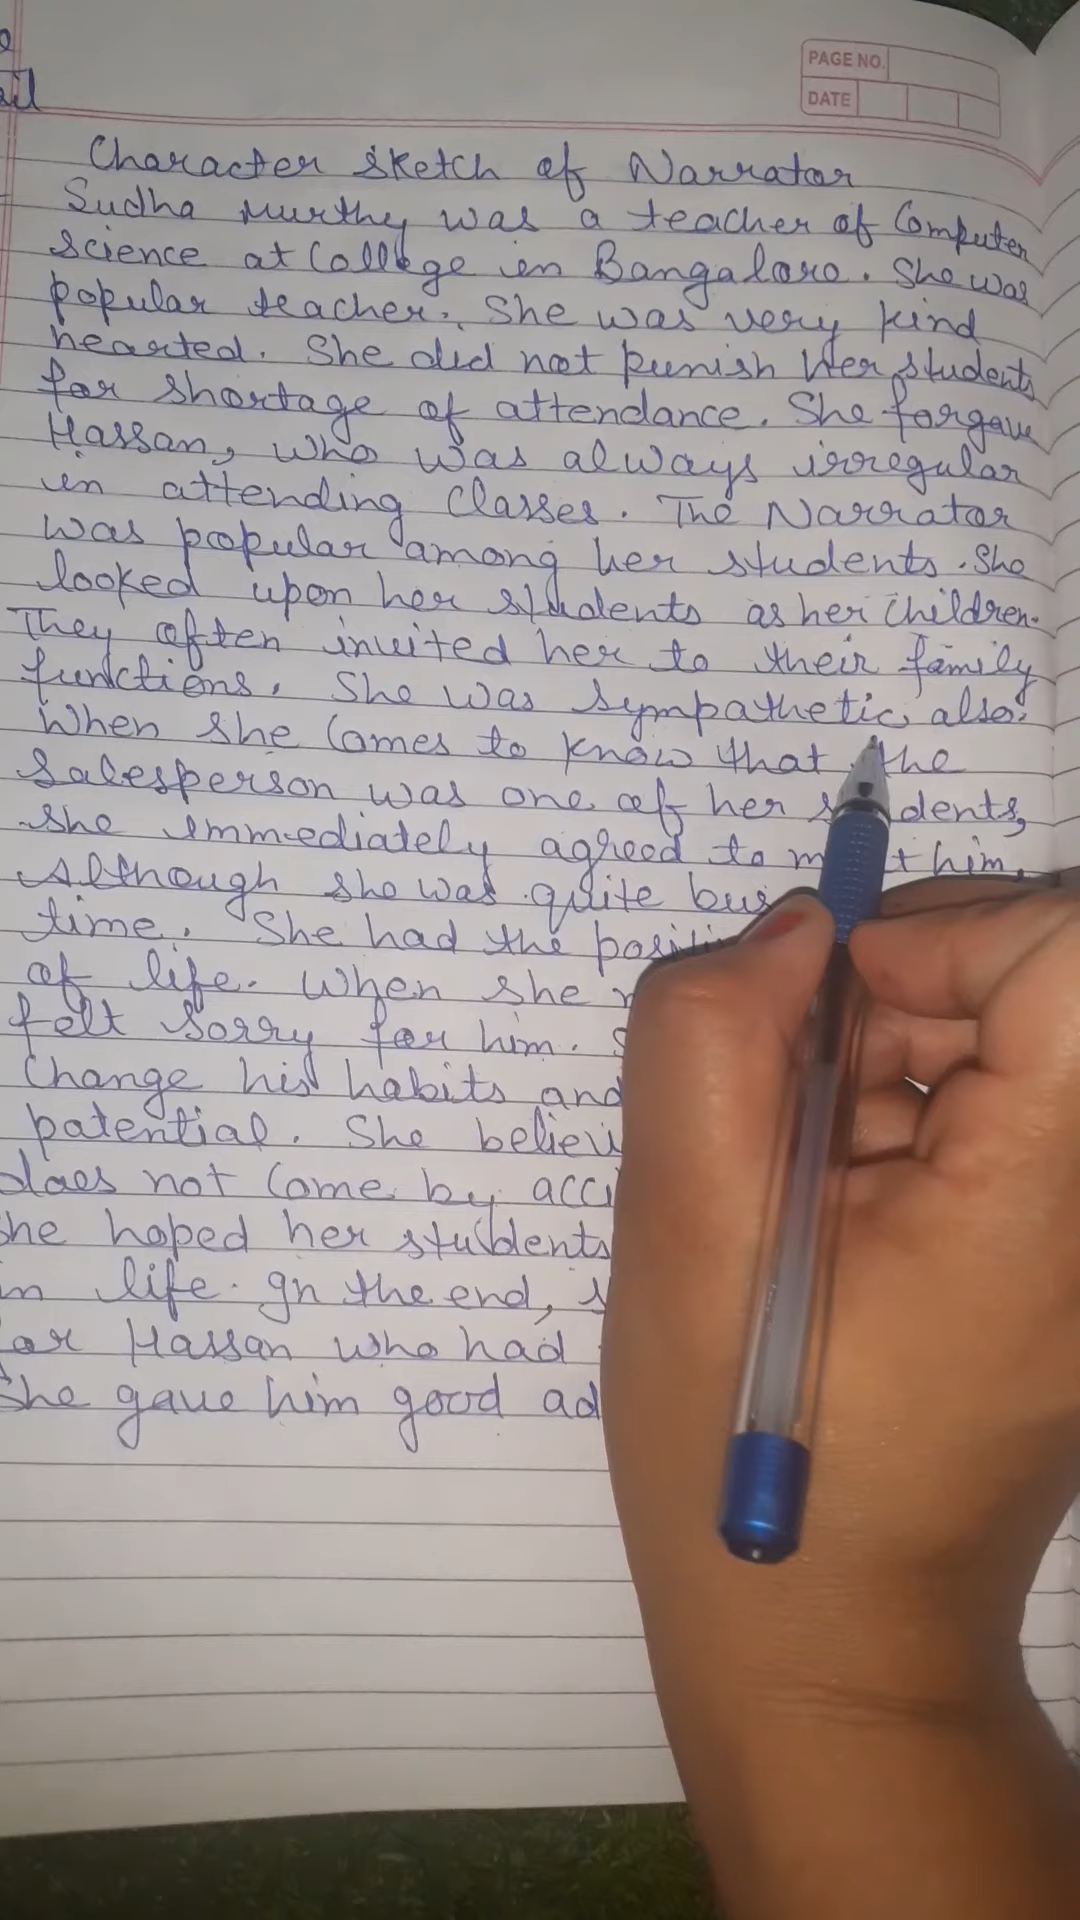 PAGE NO.
DATE
Character sketch of Narrator
Sudha Murthy was a teacher of Computer
science at College in Bangalore. She was
popular teacher. She was very kind
hearted. She did not punish Her students
for shortage of attendance. She forgave
Hassan, who was always irregular
in attending Classes. The Narrator
was popular among her students. She
looked upon her students as her Children.
They often invited her to their family
functions. She was sympathetic also.
When she Comes to know that the
Salesperson was one of her
she immediately agreed to him,
Although she was quite
time. She had the
of life. When she
felt Sorry for him.
Change his habits and
potential. She
does not Come by
She hoped her students
in life. In the end,
Hassan who had
She gave him good